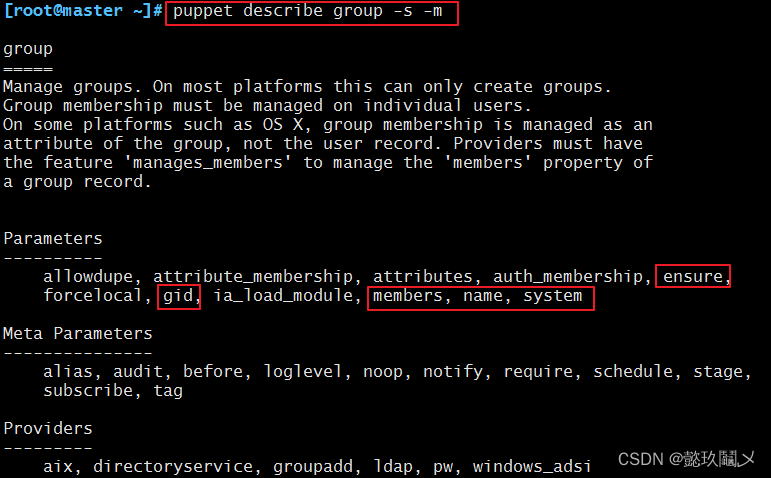 [root@master ~]# puppet describe group -s -m
group
=====
Manage groups. On most platforms this can only create groups.
Group membership must be managed on individual users.
On some platforms such as OS X, group membership is managed as an
attribute of the group, not the user record. Providers must have
the feature 'manages_members' to manage the 'members' property of
a group record.
Parameters
----------
allowdupe, attribute_membership, attributes, auth_membership, ensure,
forcelocal, gid, ia_load_module, members, name, system
Meta Parameters
---------------
alias, audit, before, loglevel, noop, notify, require, schedule, stage,
subscribe, tag
Providers
---------
aix, directoryservice, groupadd, ldap, pw, windows_adsi
CSDN @懿玖鬫乄